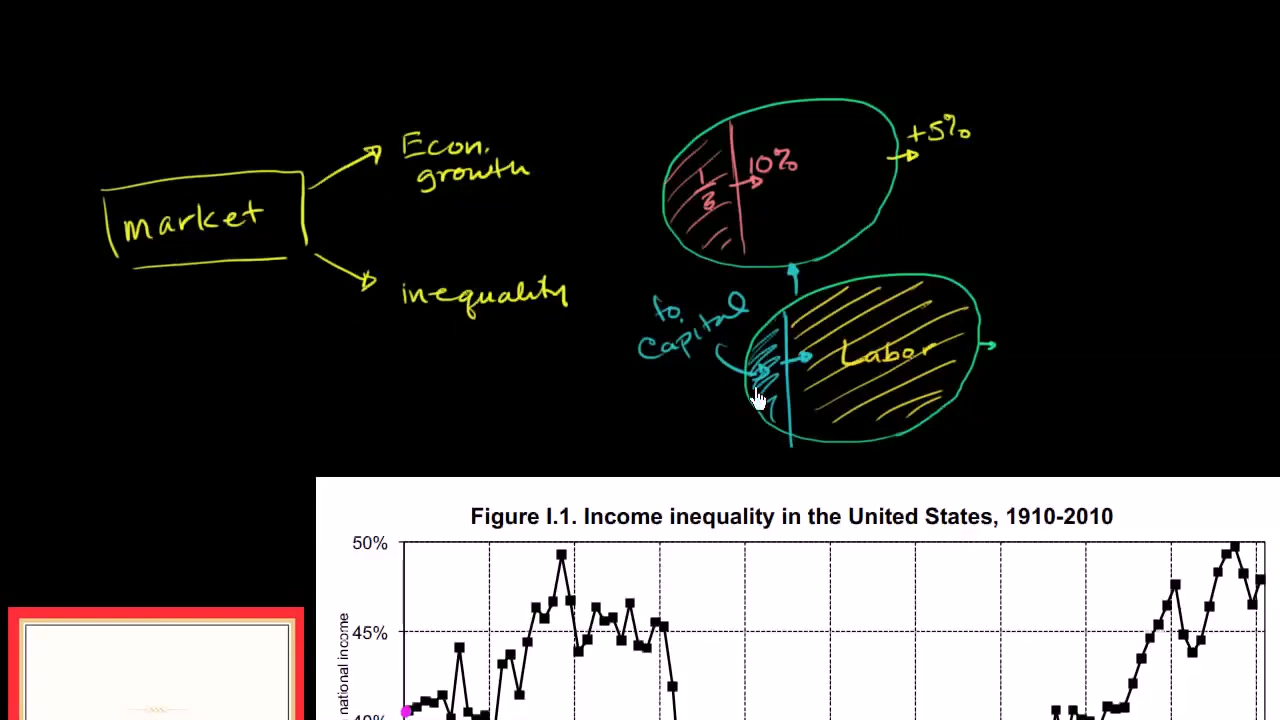 market
Econ.
growth
inequality
1/3
10%
+5%
to
capital
Labor
Figure I.1. Income inequality in the United States, 1910-2010
50%
45%
40%
national income